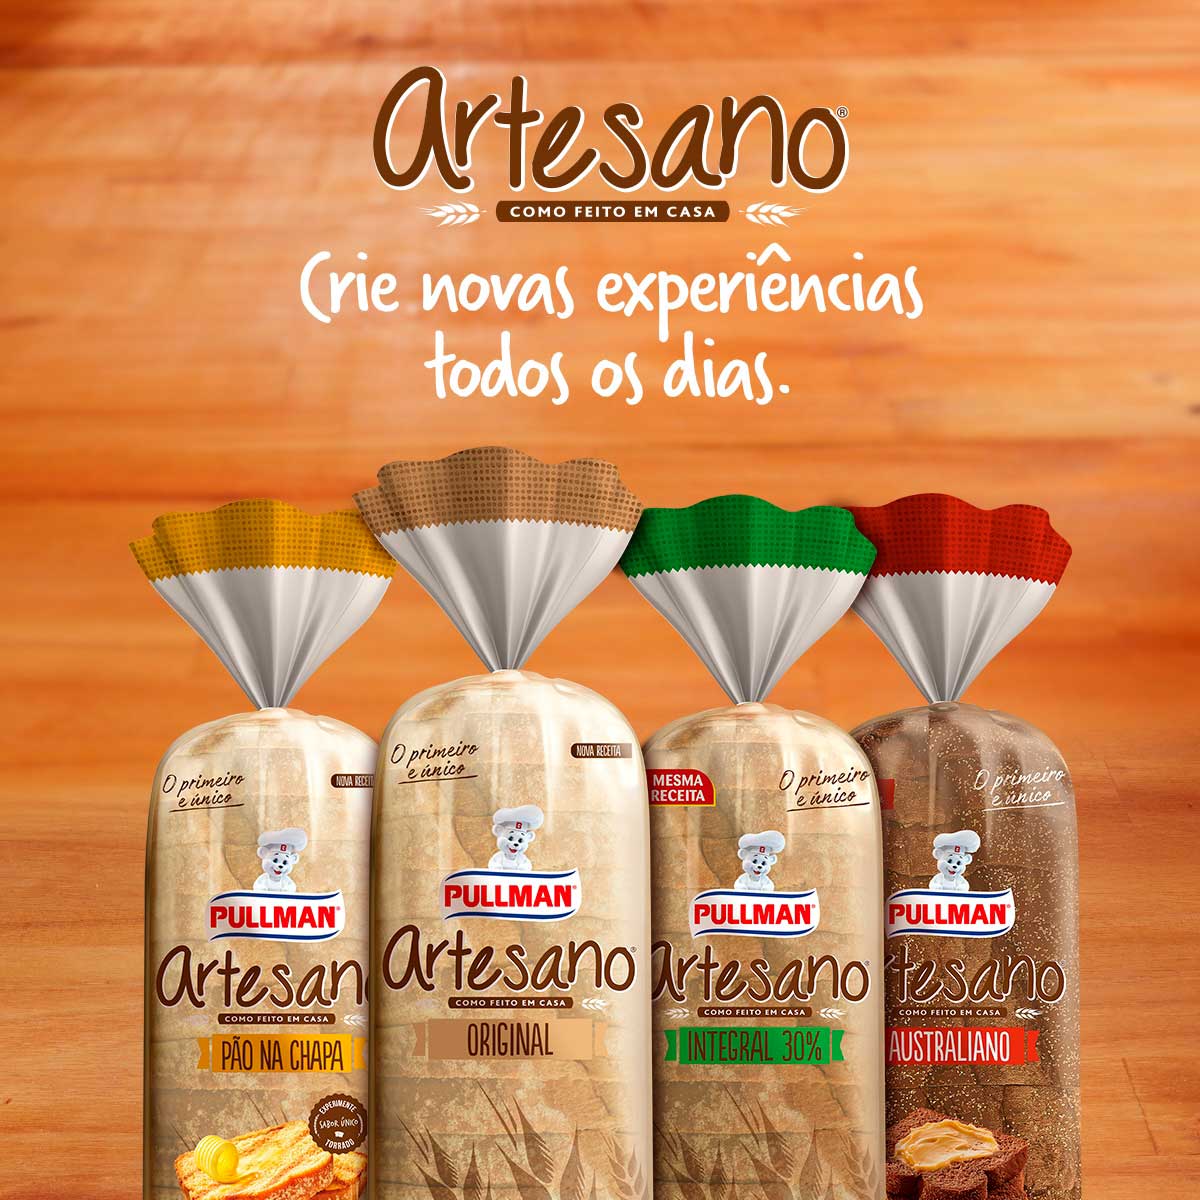 artesano®
COMO FEITO EM CASA
Crie novas experiências
todos os dias.
O primeiro
e único
NOVA RECEIT
PULLMAN®
artesan
COMO FEITO EM CASA
PÃO NA CHAPA
EXPERIMENTE
SABOR ÚNICO
TORRADO
O primeiro
e único
NOVA RECEITA
PULLMAN®
artesano®
COMO FEITO EM CASA
ORIGINAL
MESMA
RECEITA
O primeiro
e único
PULLMAN®
artesano®
COMO FEITO EM CASA
INTEGRAL 30%
O primeiro
e único
PULLMAN®
rtesano®
COMO FEITO EM CASA
AUSTRALIANO